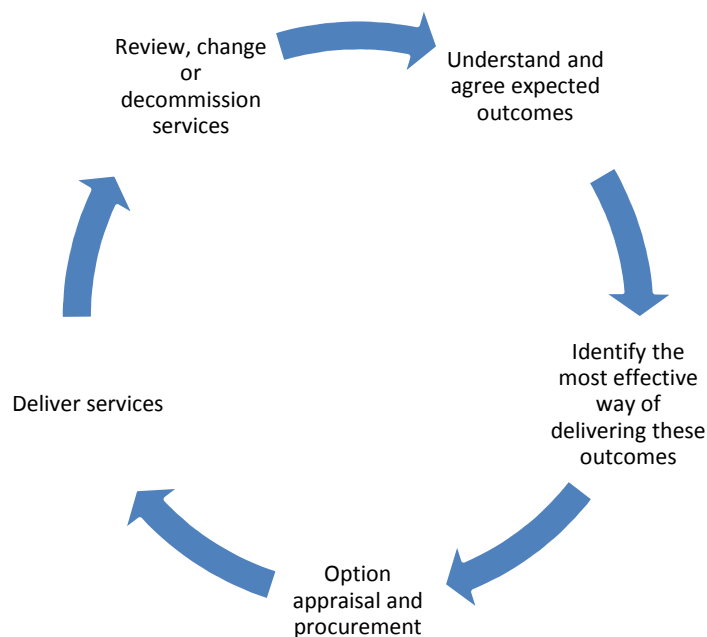 Review, change
or
decommission
services
Understand and
agree expected
outcomes
Identify the
most effective
way of
delivering these
outcomes
Option
appraisal and
procurement
Deliver services